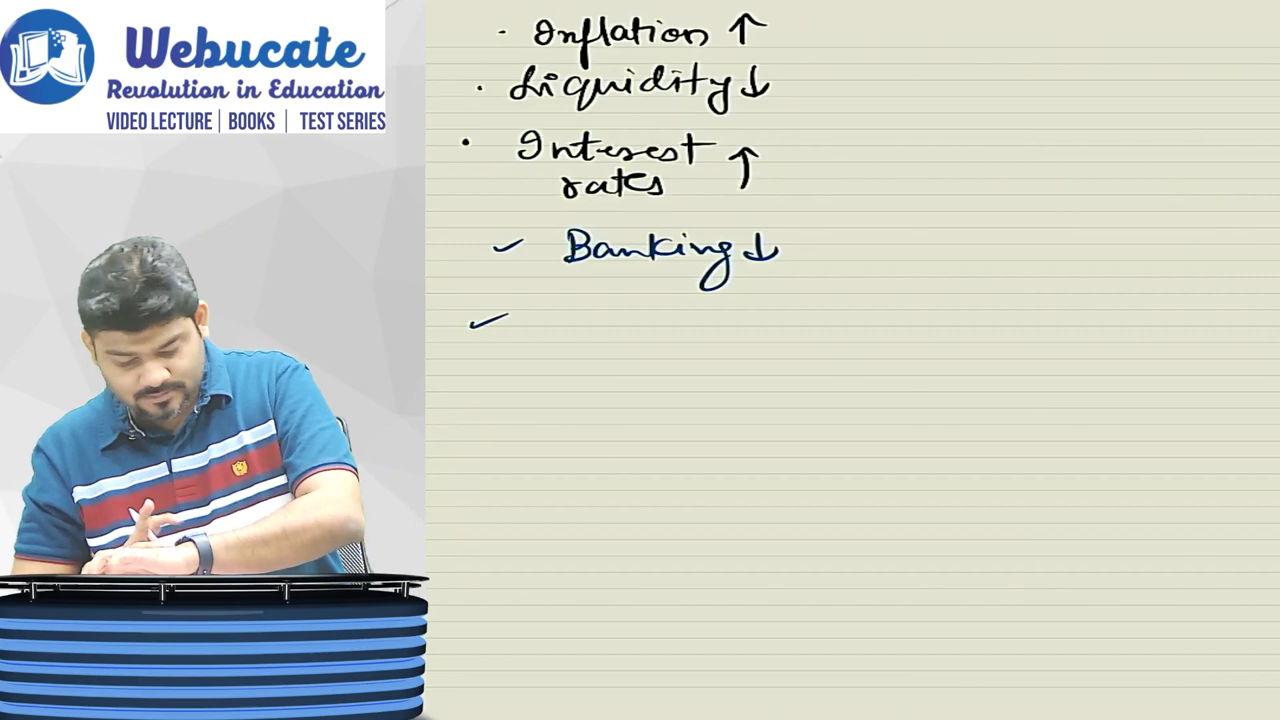 Webucate
Revolution in Education
VIDEO LECTURE | BOOKS | TEST SERIES
· Inflation ↑
· Liquidity ↓
· Interest ↑
rates
✓ Banking ↓
✓